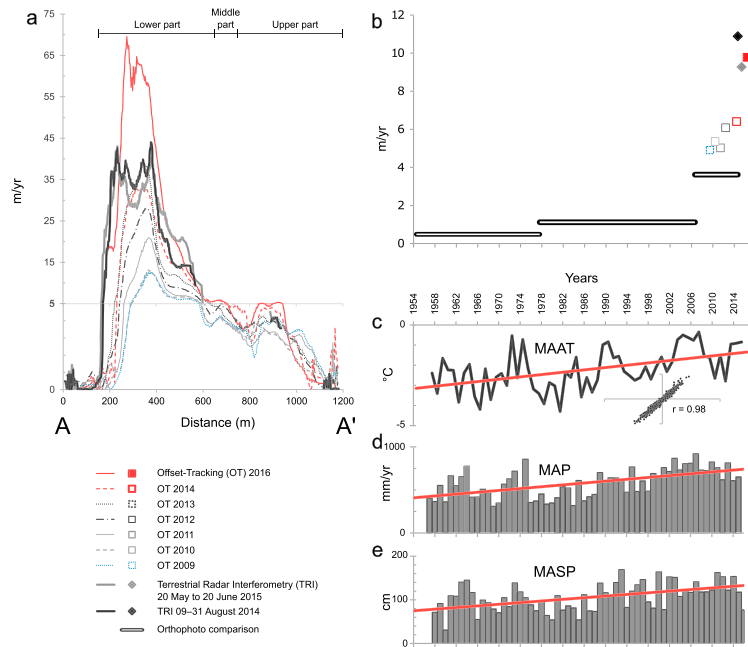 a
Lower part
Middle
part
Upper part
75
65
55
45
35
25
15
5
0
m/yr
0 200 400 600 800 1000 1200
Distance (m)
A A'
Offset-Tracking (OT) 2016
OT 2014
OT 2013
OT 2012
OT 2011
OT 2010
OT 2009
Terrestrial Radar Interferometry (TRI)
20 May to 20 June 2015
TRI 09–31 August 2014
Orthophoto comparison
b
12
10
8
6
4
2
0
m/yr
Years
1954 1958 1962 1966 1970 1974 1978 1982 1986 1990 1994 1998 2002 2006 2010 2014
c
0
-5
°C
MAAT
r = 0.98
d
1000
0
mm/yr
MAP
e
200
100
0
cm
MASP